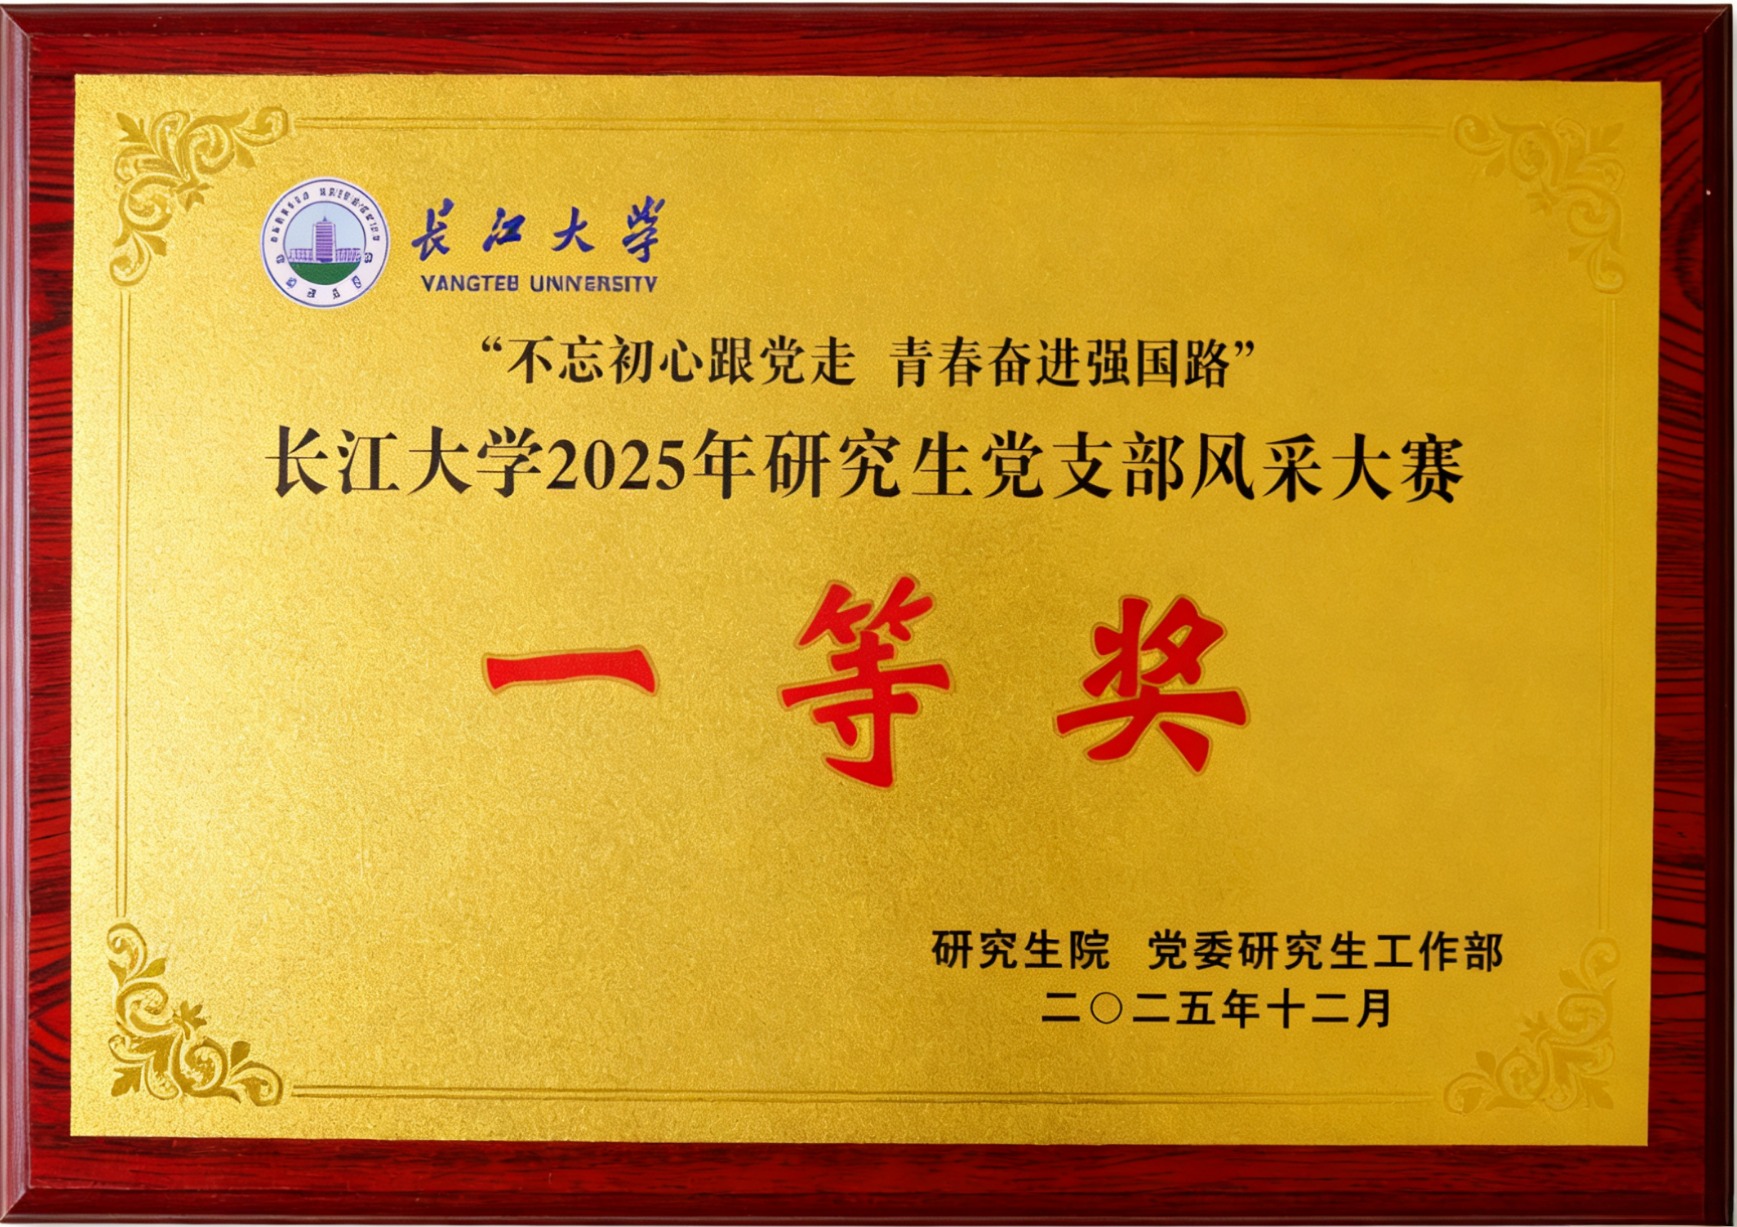 长江大学
VANGTEB UNNERSITV
“不忘初心跟党走 青春奋进强国路”
长江大学2025年研究生党支部风采大赛
一等奖
研究生院 党委研究生工作部
二〇二五年十二月